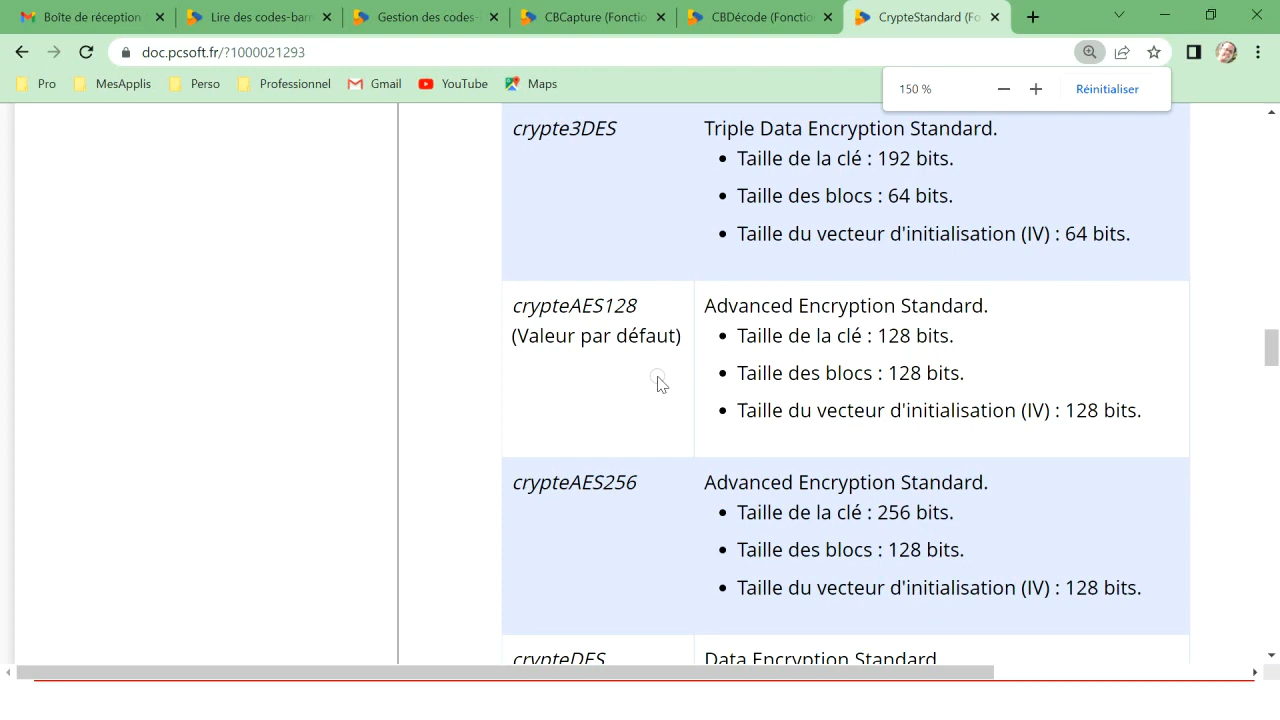 Boîte de réception
Lire des codes-bar
Gestion des codes-
CBCapture (Fonctio
CBDécode (Fonctio
CrypteStandard (Fo
doc.pcsoft.fr/?1000021293
Pro
MesApplis
Perso
Professionnel
Gmail
YouTube
Maps
150 %
Réinitialiser
crypte3DES
Triple Data Encryption Standard.
• Taille de la clé : 192 bits.
• Taille des blocs : 64 bits.
• Taille du vecteur d'initialisation (IV) : 64 bits.
crypteAES128
(Valeur par défaut)
Advanced Encryption Standard.
• Taille de la clé : 128 bits.
• Taille des blocs : 128 bits.
• Taille du vecteur d'initialisation (IV) : 128 bits.
crypteAES256
Advanced Encryption Standard.
• Taille de la clé : 256 bits.
• Taille des blocs : 128 bits.
• Taille du vecteur d'initialisation (IV) : 128 bits.
crypteDES
Data Encryption Standard